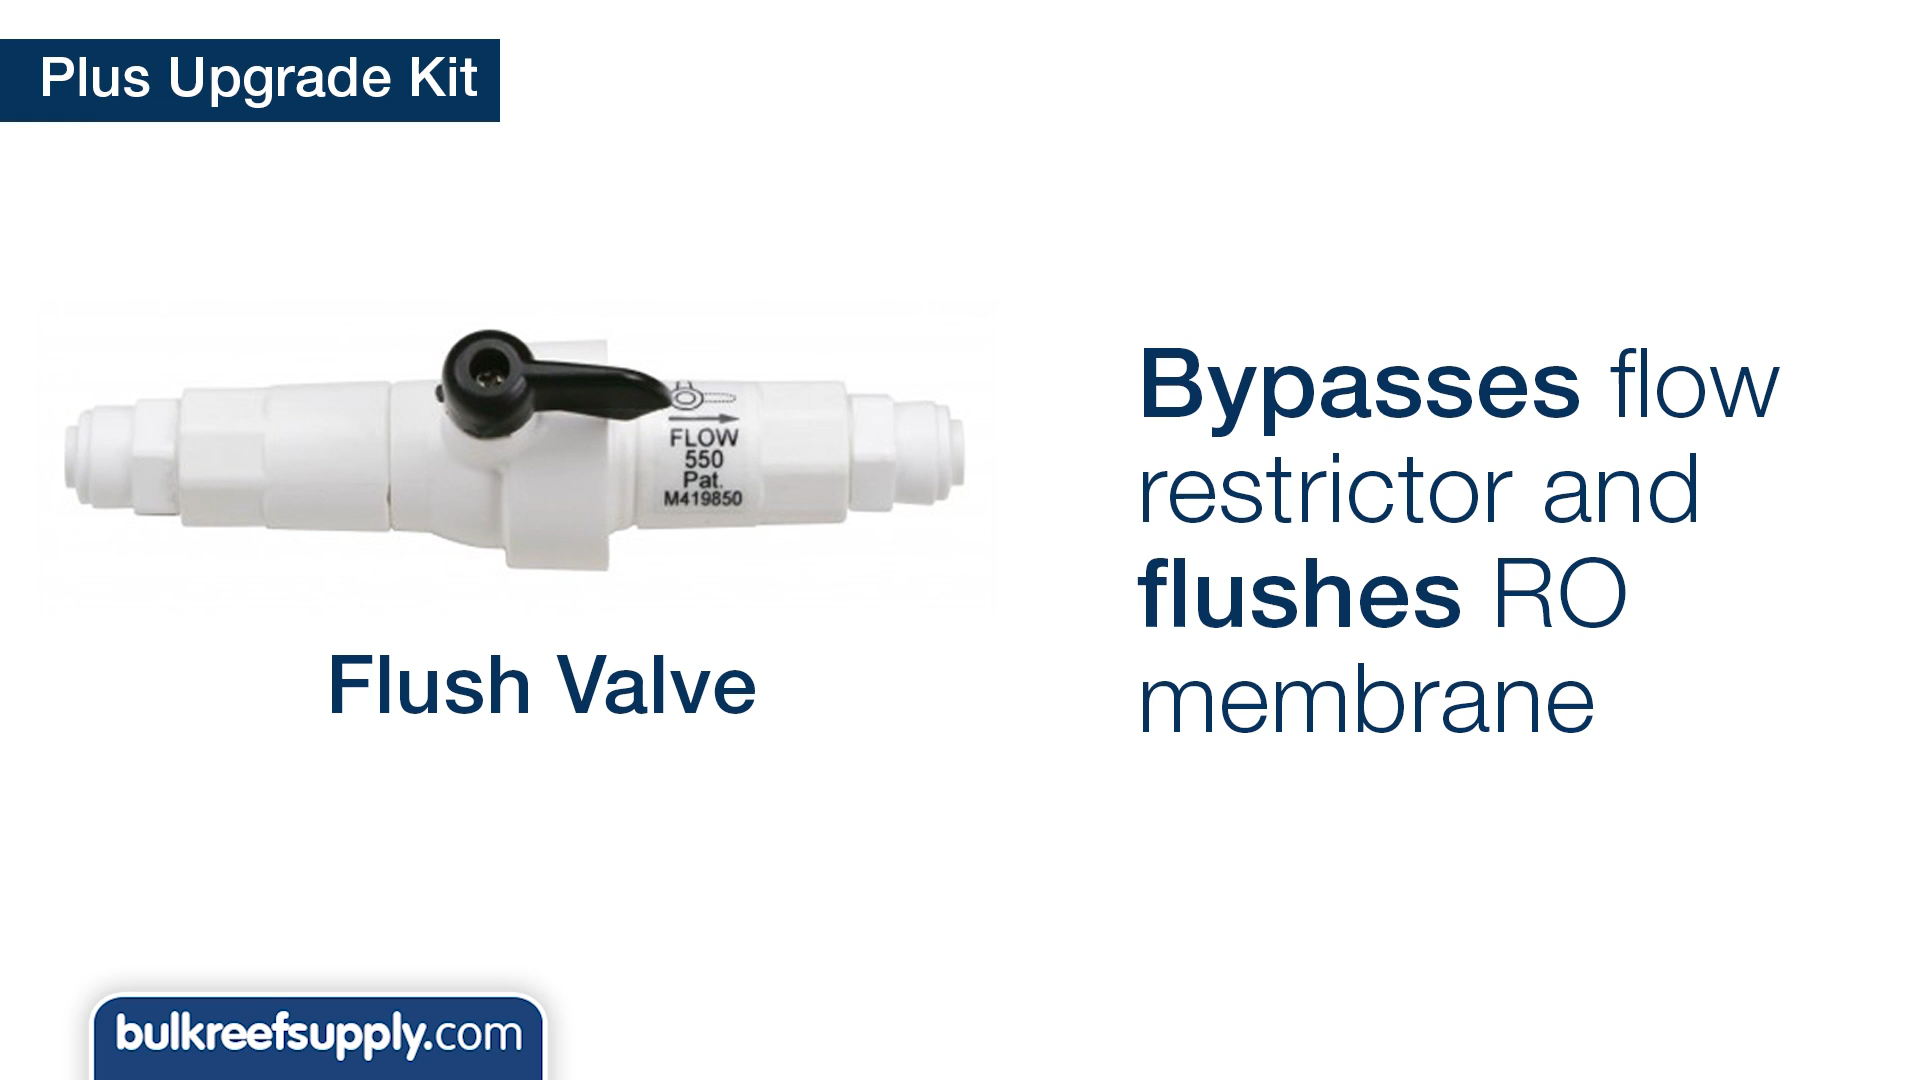 Plus Upgrade Kit
FLOW
550
Pat.
M419850
Flush Valve
Bypasses flow
restrictor and
flushes RO
membrane
bulkreefsupply.com